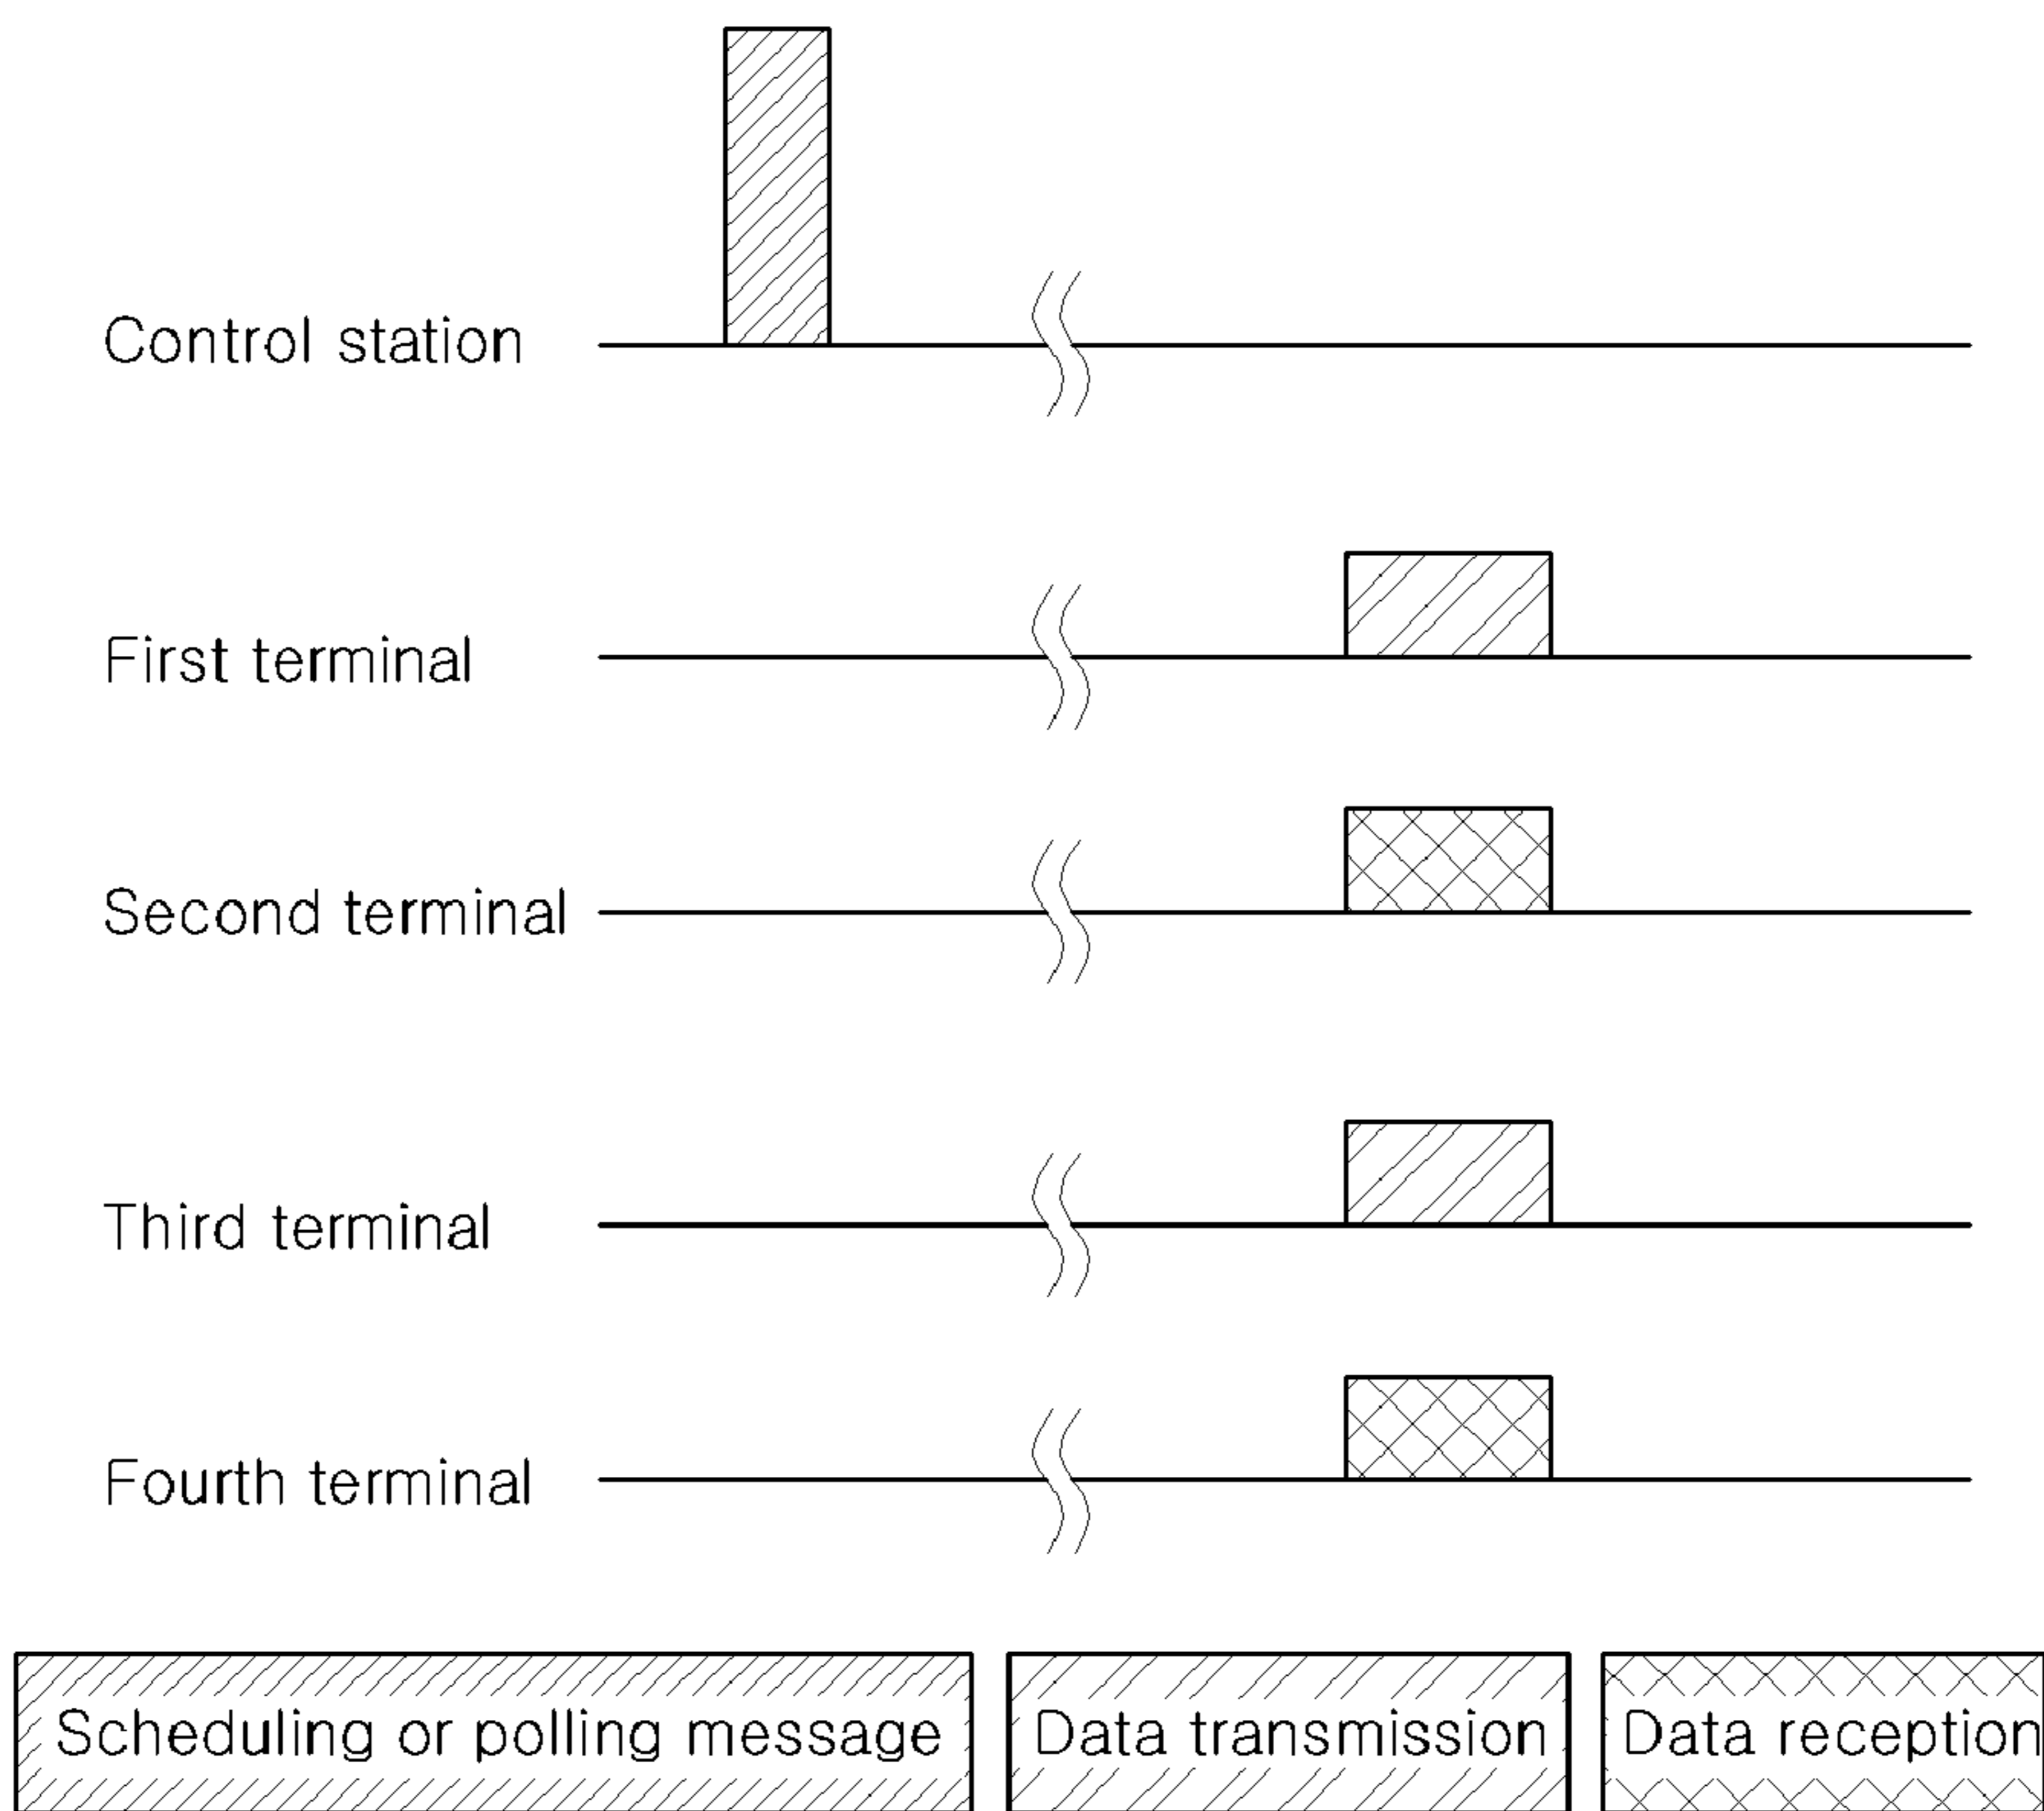 Control station
First terminal
Second terminal
Third terminal
Fourth terminal
Scheduling or polling message
Data transmission
Data reception